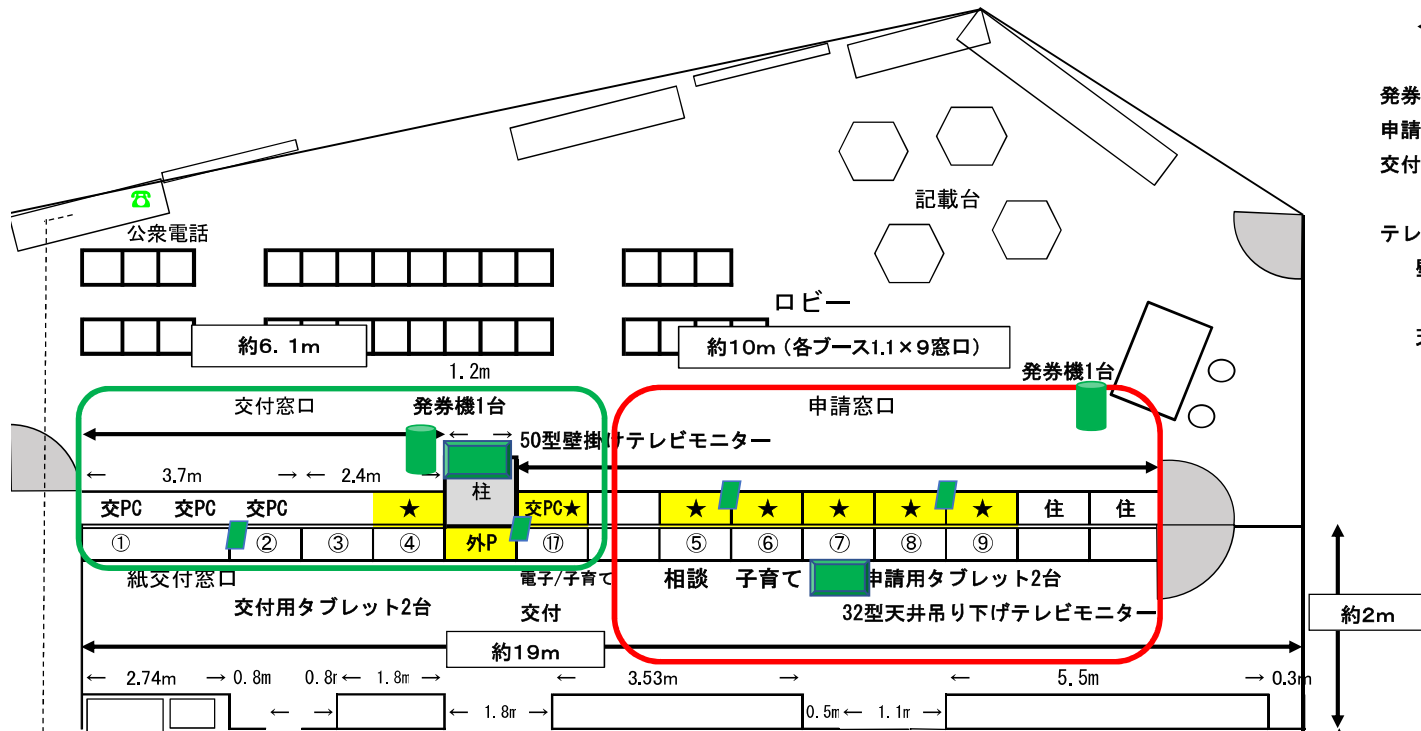 発券
申請
交付
公衆電話
記載台
テレ
ロビー
約6.1m
約10m (各ブース1.1×9窓口)
1.2m
発券機1台
交付窓口
発券機1台
申請窓口
50型壁掛けテレビモニター
← 3.7m → ← 2.4m →
柱
交PC 交PC 交PC ★ 交PC★ ★ ★ ★ ★ ★ 住 住
① ② ③ ④ 外P ⑰ ⑤ ⑥ ⑦ ⑧ ⑨
紙交付窓口 電子/子育て 相談 子育て 申請用タブレット2台
交付用タブレット2台 交付 32型天井吊り下げテレビモニター
約2m
約19m
← 2.74m → 0.8m 0.8m ← 1.8m → ← 3.53m → ← 5.5m → 0.3m
← → ← 1.8m → 0.5m ← 1.1m →